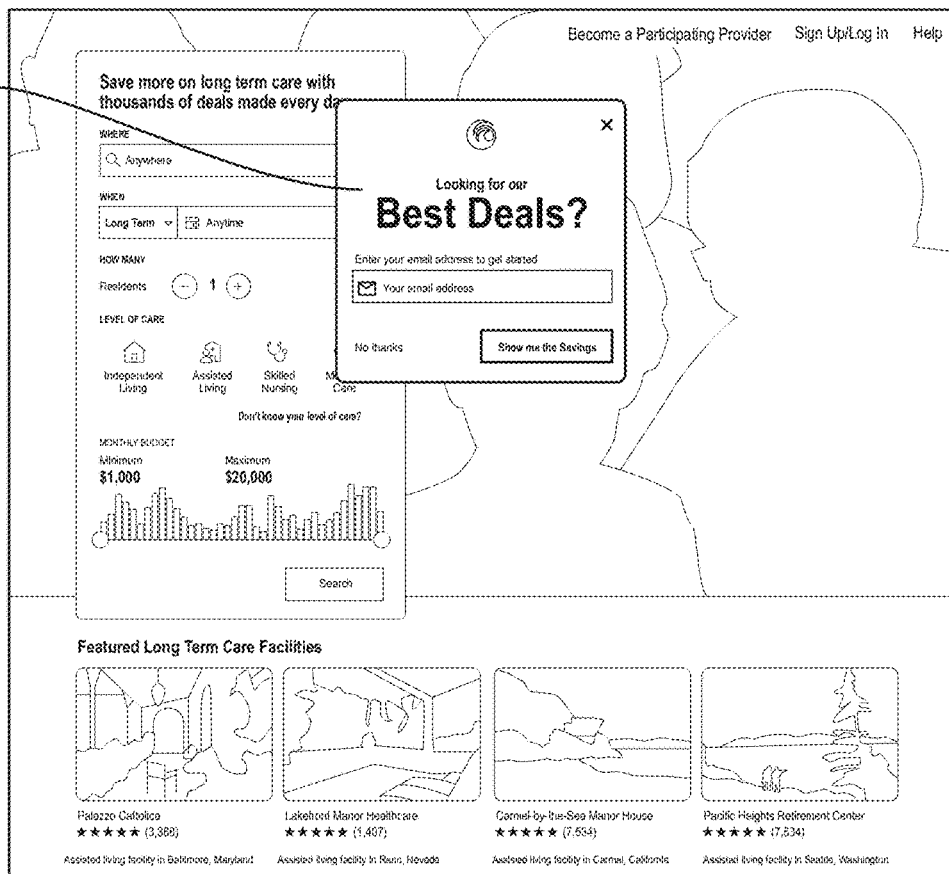 Become a Participating Provider Sign Up/Log In Help
Save more on long term care with
thousands of deals made every da
WHERE
Anywhere
WHEN
Long Term Anytime
HOW MANY
Residents 1
LEVEL OF CARE
Independent
Living
Assisted
Living
Skilled
Nursing
Care
Don't know your level of care?
MONTHLY BUDGET
Minimum
$1,000
Maximum
$20,000
Search
Looking for our
Best Deals?
Enter your email address to get started
Your email address
No thanks
Show me the Savings
Featured Long Term Care Facilities
Palazzo Cattolica
★★★★★ (3,368)
Assisted living facility in Baltimore, Maryland
Lakeford Manor Healthcare
★★★★★ (1,407)
Assisted living facility in Reno, Nevada
Carmel-by-the-Sea Manor House
★★★★★ (7,534)
Assisted living facility in Carmel, California
Pacific Heights Retirement Center
★★★★★ (7,834)
Assisted living facility in Seattle, Washington